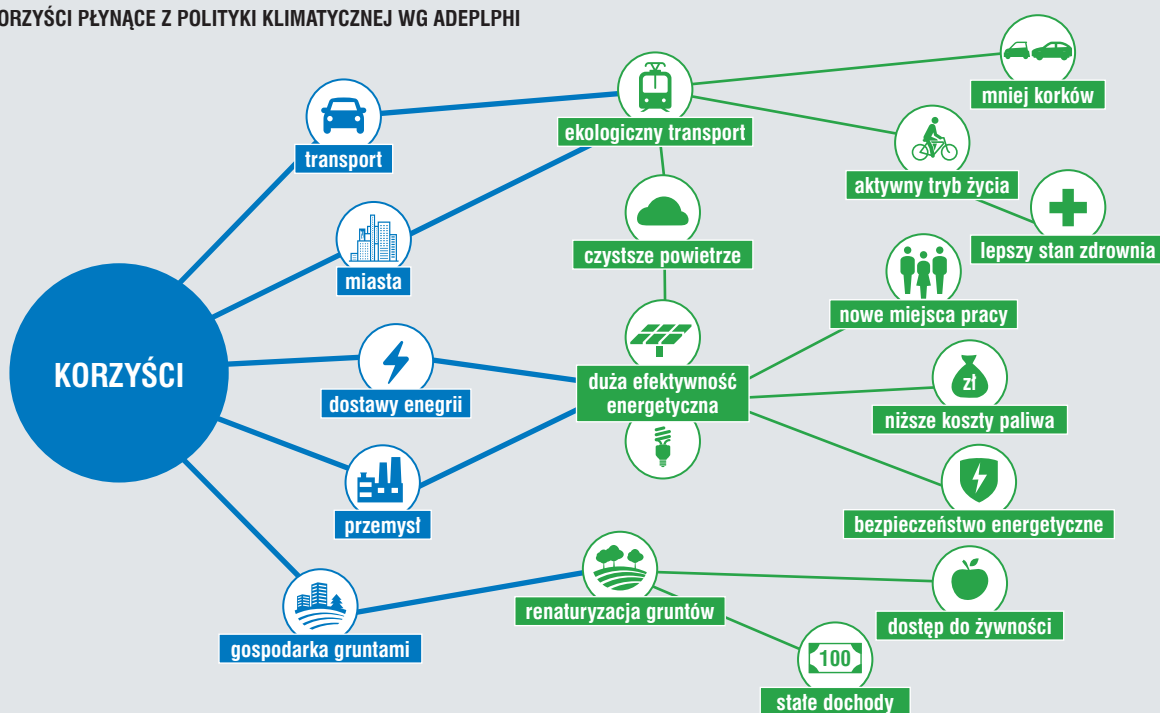 ORZYŚCI PŁYNĄCE Z POLITYKI KLIMATYCZNEJ WG ADEPLPHI
mniej korków
transport
ekologiczny transport
aktywny tryb życia
lepszy stan zdrownia
miasta
czystsze powietrze
nowe miejsca pracy
KORZYŚCI
dostawy enegrii
duża efektywność
energetyczna
zł
niższe koszty paliwa
przemysł
bezpieczeństwo energetyczne
gospodarka gruntami
renaturyzacja gruntów
dostęp do żywności
100
stałe dochody